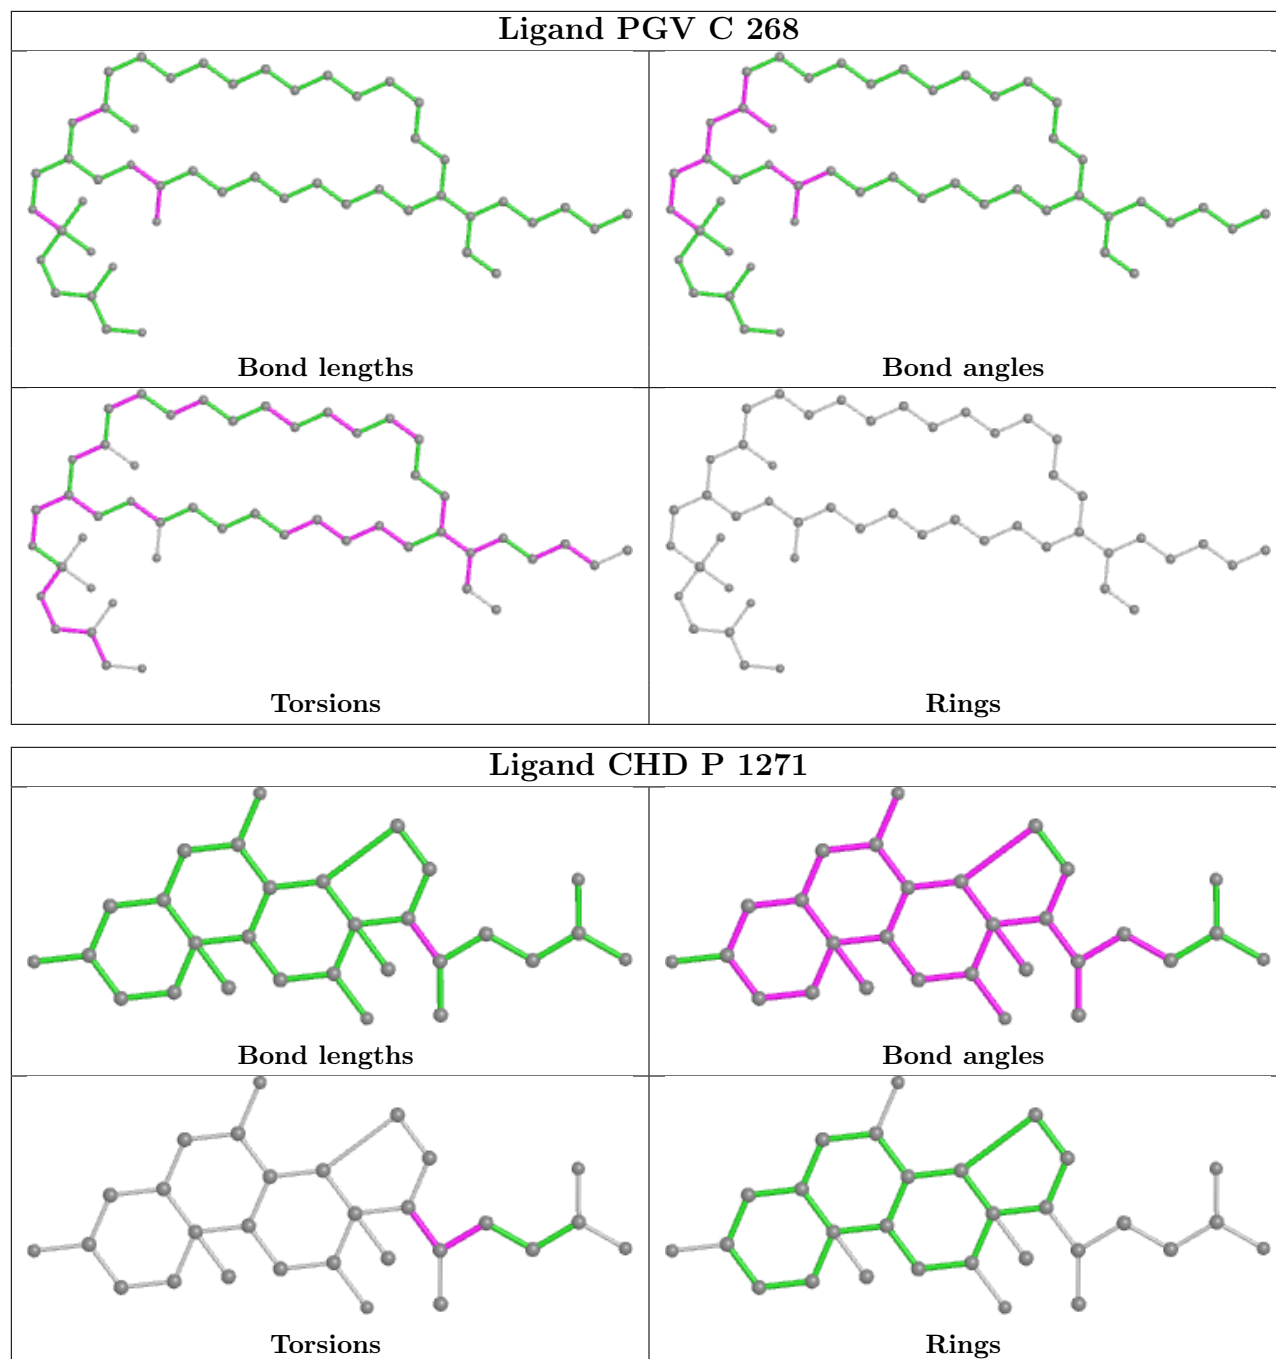 Ligand PGV C 268
Bond lengths
Bond angles
Torsions
Rings
Ligand CHD P 1271
Bond lengths
Bond angles
Torsions
Rings